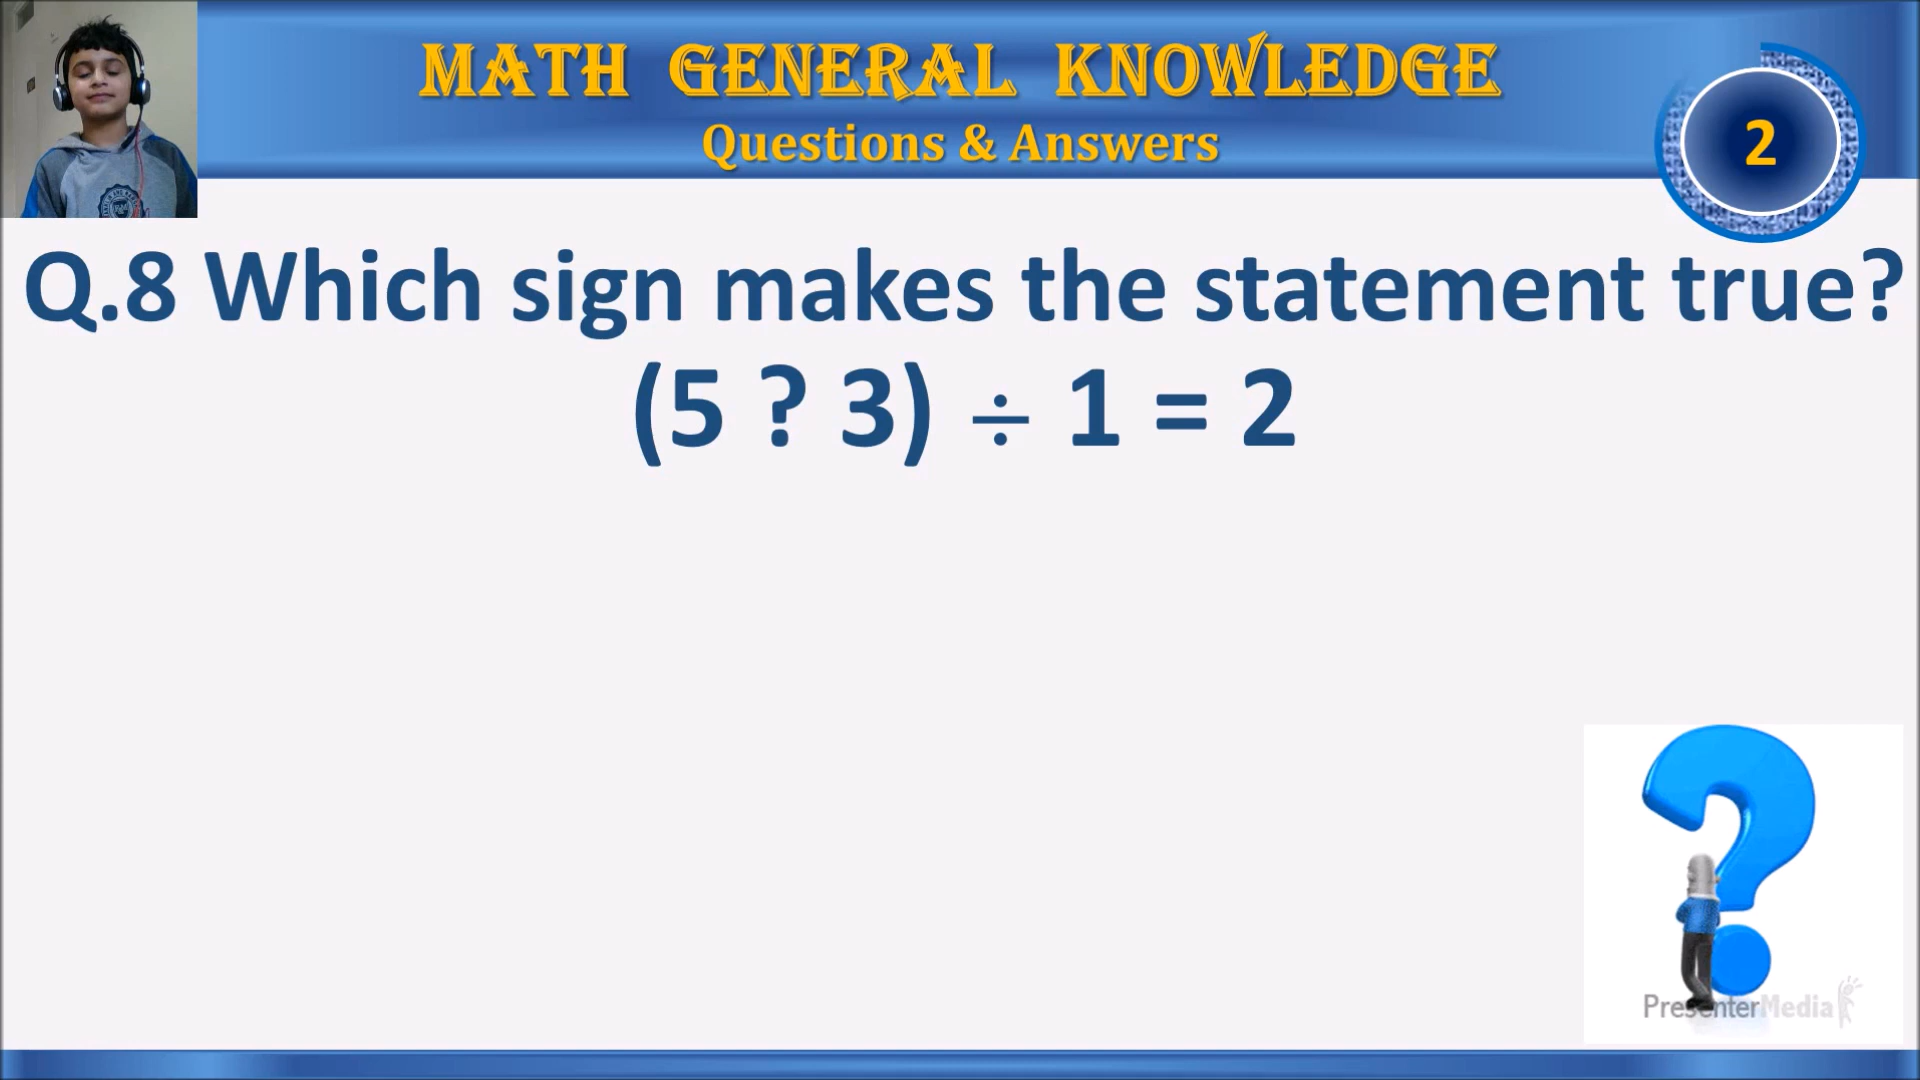 MATH GENERAL KNOWLEDGE
Questions & Answers
2
Q.8 Which sign makes the statement true?
(5 ? 3) ÷ 1 = 2
PresenterMedia